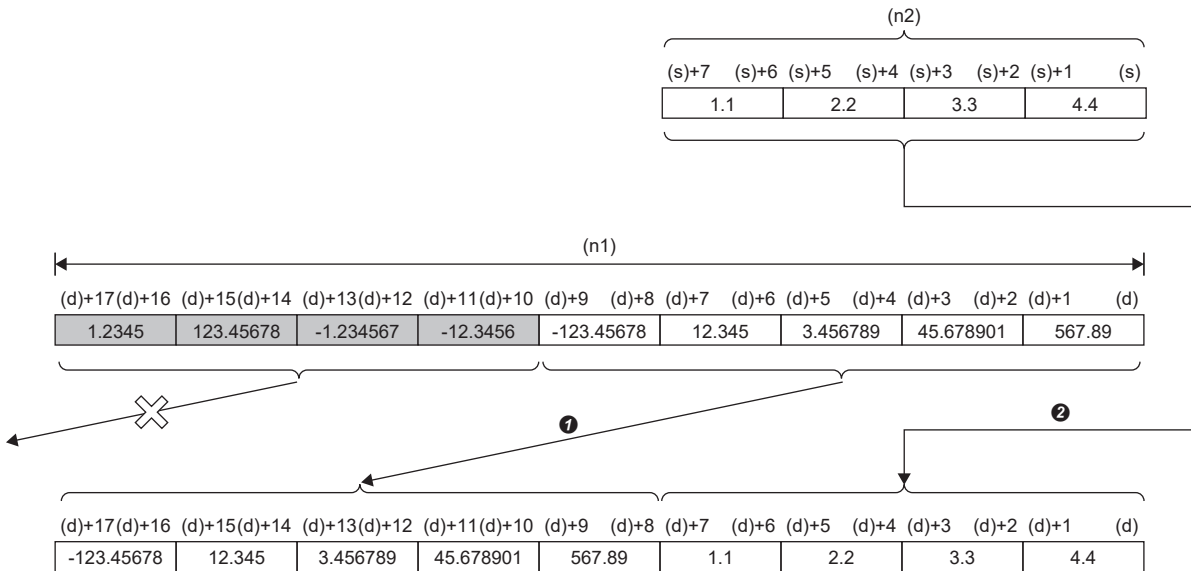 (n2)
(s)+7 (s)+6 (s)+5 (s)+4 (s)+3 (s)+2 (s)+1 (s)
1.1 2.2 3.3 4.4
(n1)
(d)+17(d)+16 (d)+15(d)+14 (d)+13(d)+12 (d)+11(d)+10 (d)+9 (d)+8 (d)+7 (d)+6 (d)+5 (d)+4 (d)+3 (d)+2 (d)+1 (d)
1.2345 123.45678 -1.234567 -12.3456 -123.45678 12.345 3.456789 45.678901 567.89
❶ ❷
(d)+17(d)+16 (d)+15(d)+14 (d)+13(d)+12 (d)+11(d)+10 (d)+9 (d)+8 (d)+7 (d)+6 (d)+5 (d)+4 (d)+3 (d)+2 (d)+1 (d)
-123.45678 12.345 3.456789 45.678901 567.89 1.1 2.2 3.3 4.4